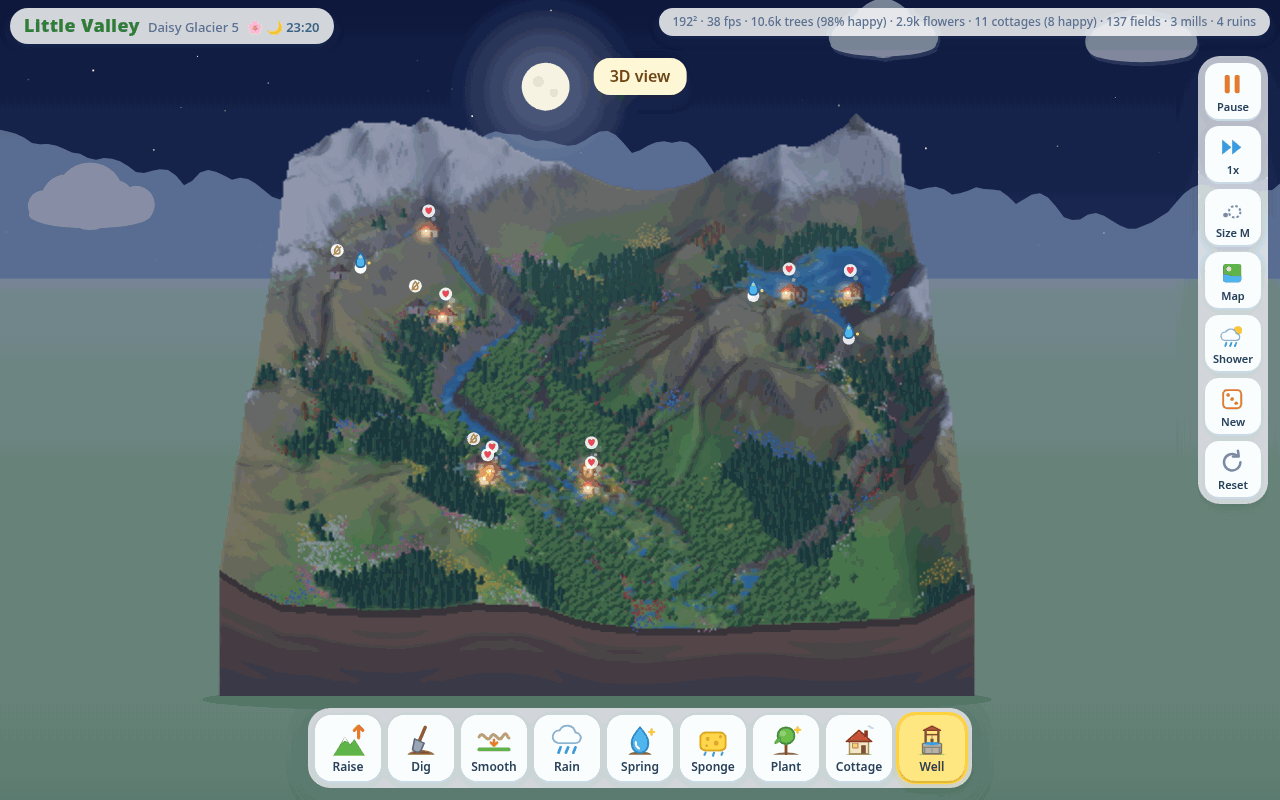 Little Valley Daisy Glacier 5 🌸 🌙 23:20
192² · 38 fps · 10.6k trees (98% happy) · 2.9k flowers · 11 cottages (8 happy) · 137 fields · 3 mills · 4 ruins
3D view
Pause
1x
Size M
Map
Shower
New
Reset
Raise
Dig
Smooth
Rain
Spring
Sponge
Plant
Cottage
Well